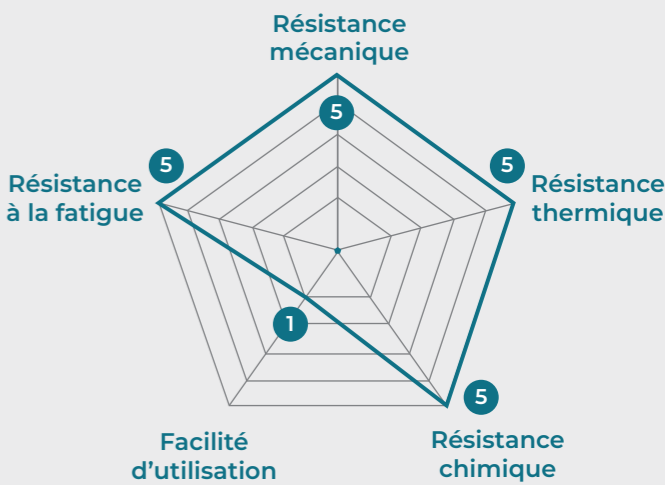 Résistance
mécanique
5
5
5
Résistance
à la fatigue
Résistance
thermique
1
5
Facilité
d'utilisation
Résistance
chimique